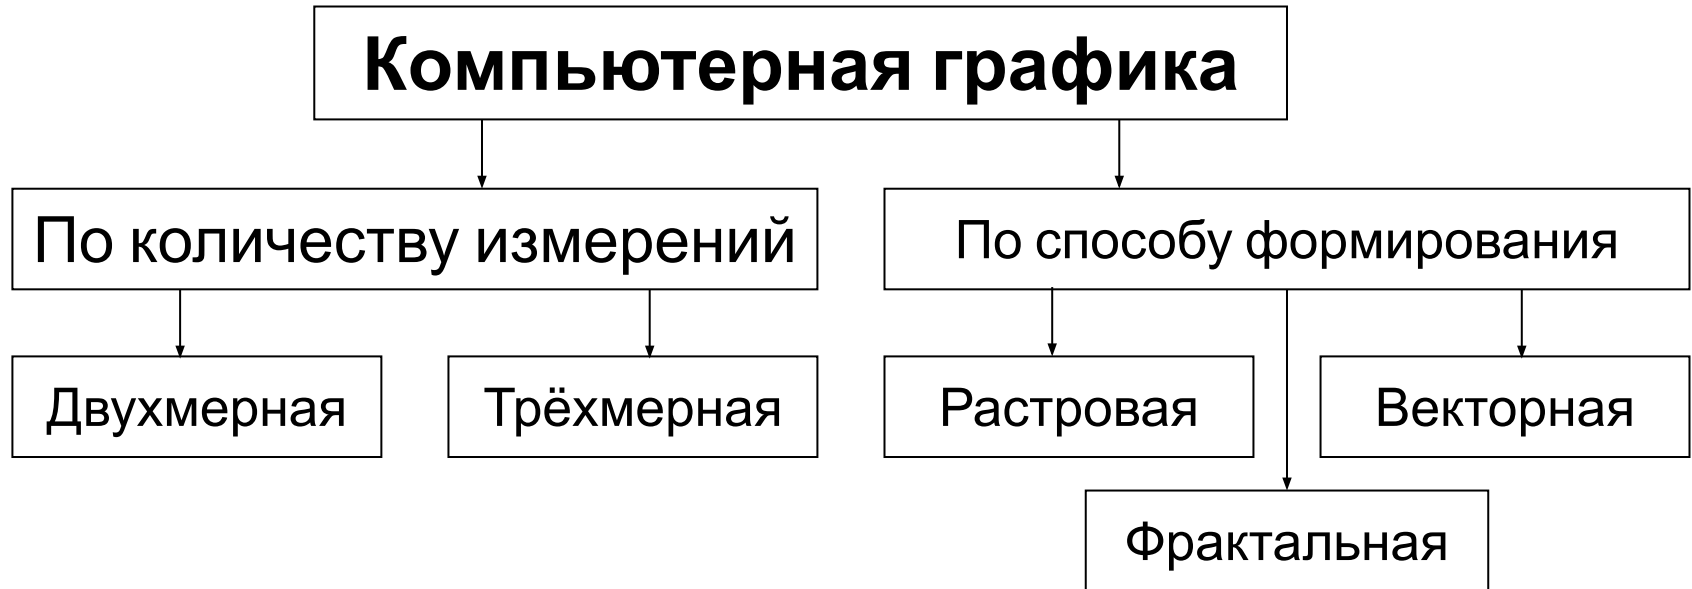 Компьютерная графика
По количеству измерений
По способу формирования
Двухмерная
Трёхмерная
Растровая
Векторная
Фрактальная